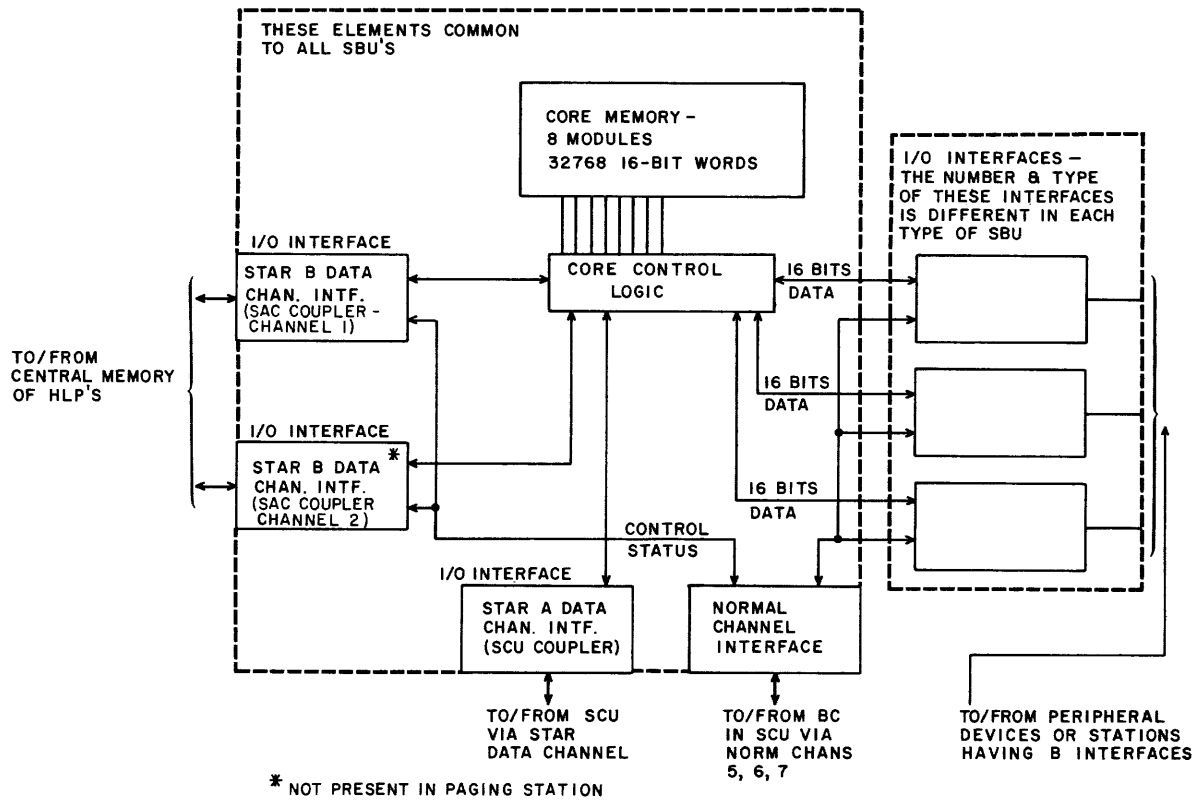 THESE ELEMENTS COMMON
TO ALL SBU'S
CORE MEMORY –
8 MODULES
32768 16-BIT WORDS
I/O INTERFACES –
THE NUMBER & TYPE
OF THESE INTERFACES
IS DIFFERENT IN EACH
TYPE OF SBU
I/O INTERFACE
STAR B DATA
CHAN. INTF.
(SAC COUPLER -
CHANNEL 1)
CORE CONTROL
LOGIC
16 BITS
DATA
TO/FROM
CENTRAL MEMORY
OF HLP'S
16 BITS
DATA
I/O INTERFACE
STAR B DATA *
CHAN. INTF.
(SAC COUPLER
CHANNEL 2)
16 BITS
DATA
CONTROL
STATUS
I/O INTERFACE
STAR A DATA
CHAN. INTF.
(SCU COUPLER)
NORMAL
CHANNEL
INTERFACE
TO/FROM SCU
VIA STAR
DATA CHANNEL
TO/FROM BC
IN SCU VIA
NORM CHANS
5, 6, 7
TO/FROM PERIPHERAL
DEVICES OR STATIONS
HAVING B INTERFACES
* NOT PRESENT IN PAGING STATION